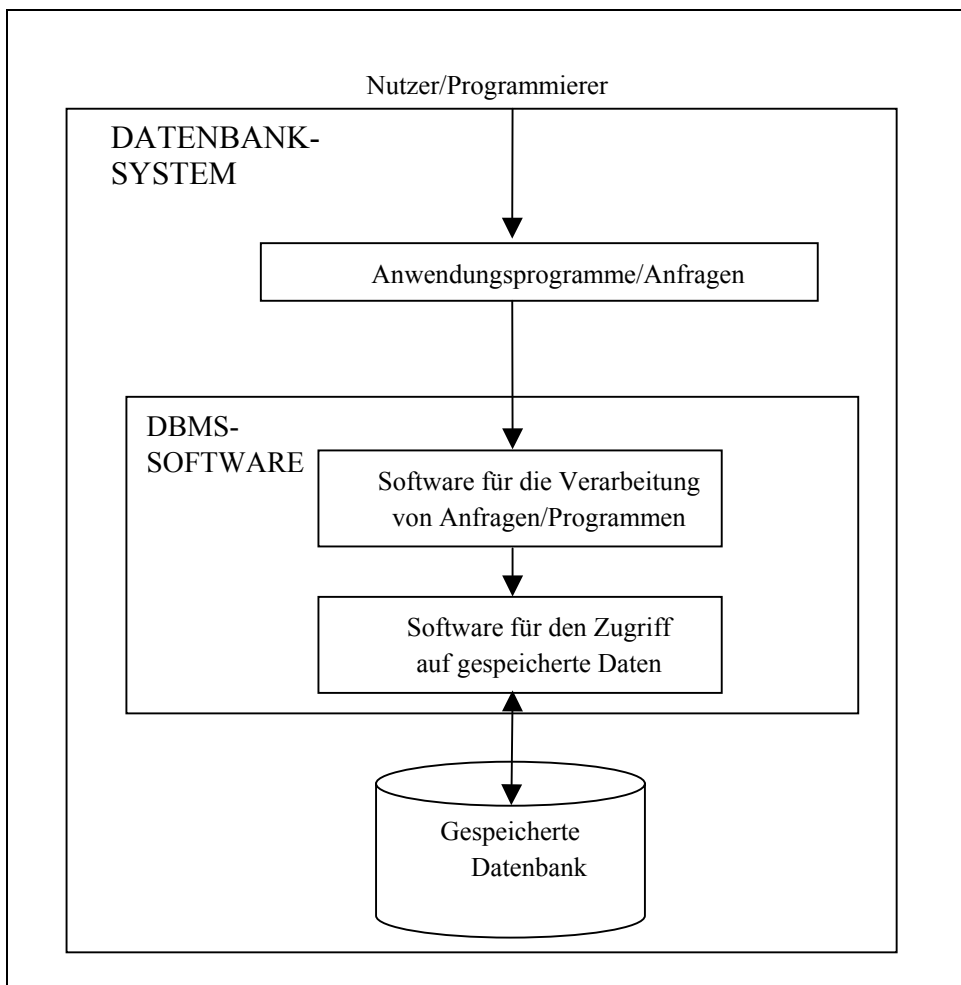 Nutzer/Programmierer
DATENBANK-
SYSTEM
Anwendungsprogramme/Anfragen
DBMS-
SOFTWARE
Software für die Verarbeitung
von Anfragen/Programmen
Software für den Zugriff
auf gespeicherte Daten
Gespeicherte
Datenbank